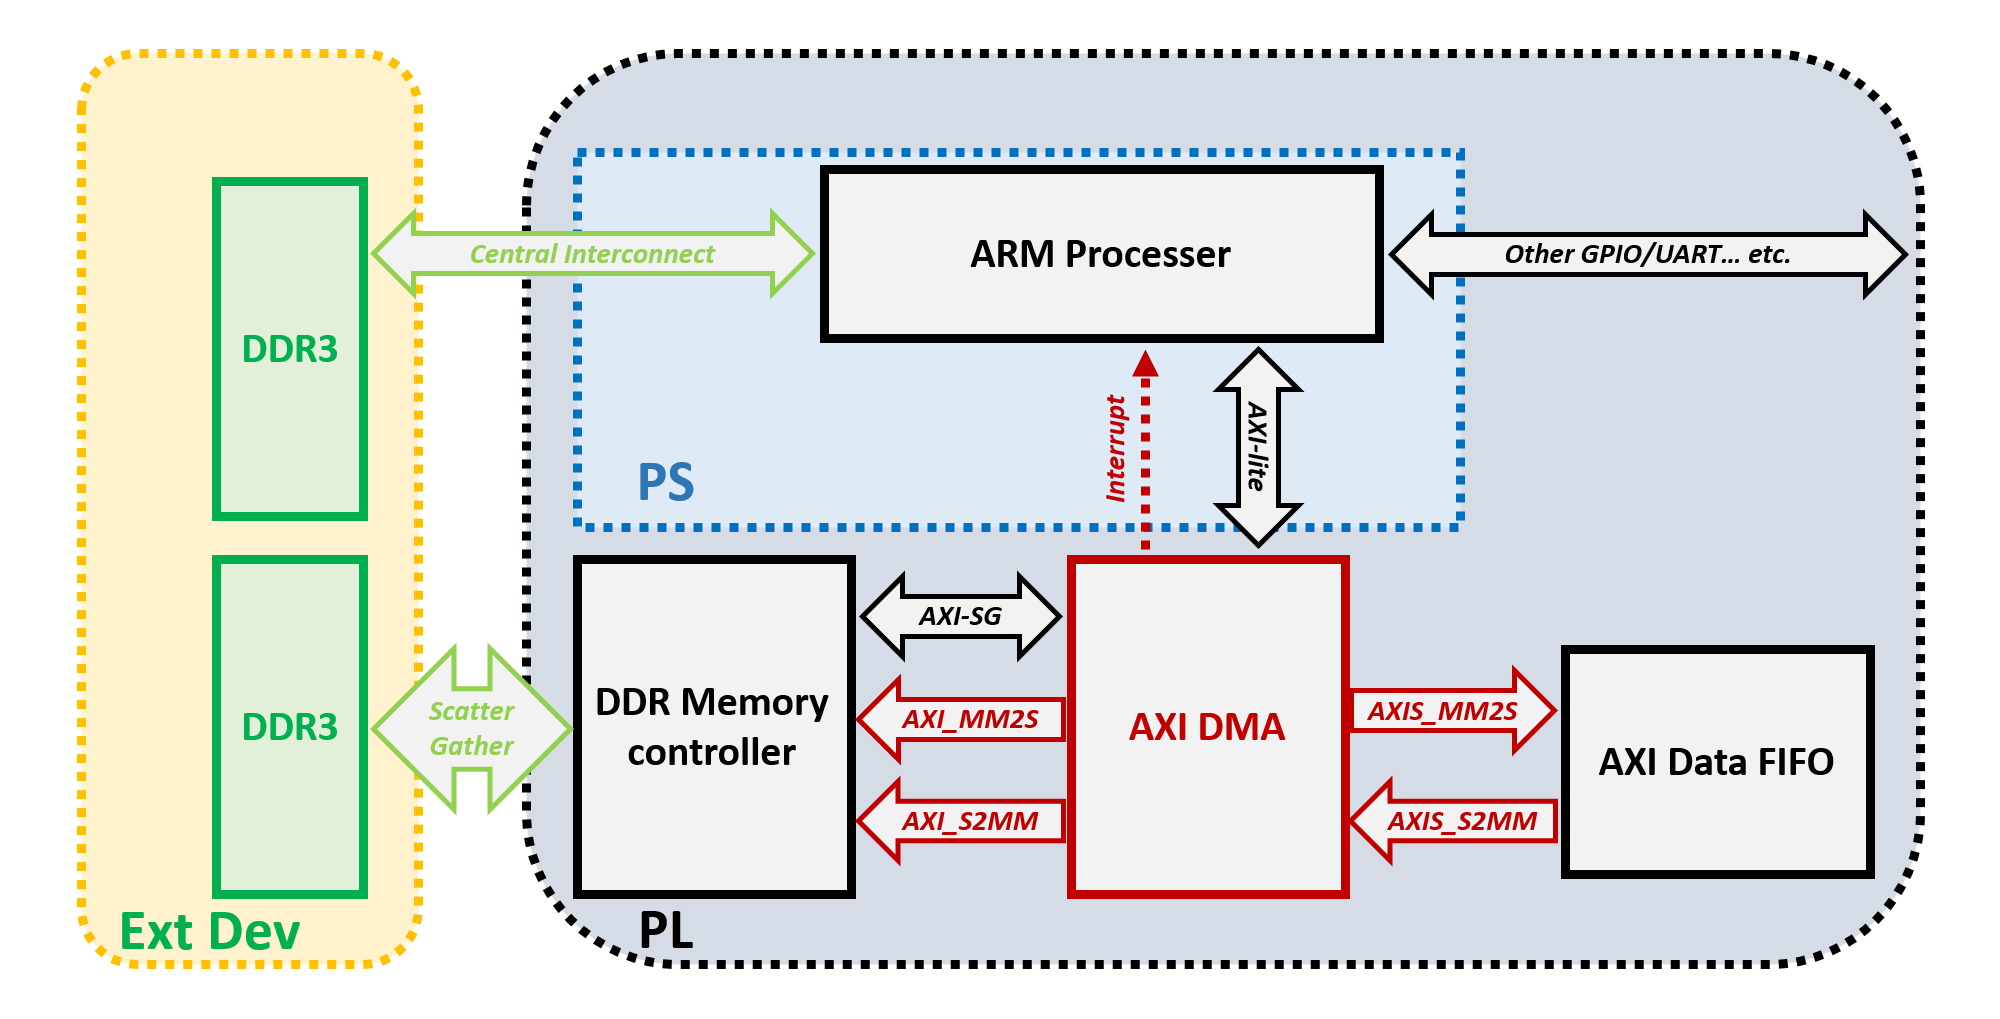 Central Interconnect
ARM Processer
Other GPIO/UART... etc.
DDR3
Interrupt
AXI-lite
PS
DDR3
Scatter
Gather
DDR Memory
controller
AXI-SG
AXI_MM2S
AXI_S2MM
AXI DMA
AXIS_MM2S
AXIS_S2MM
AXI Data FIFO
Ext Dev
PL